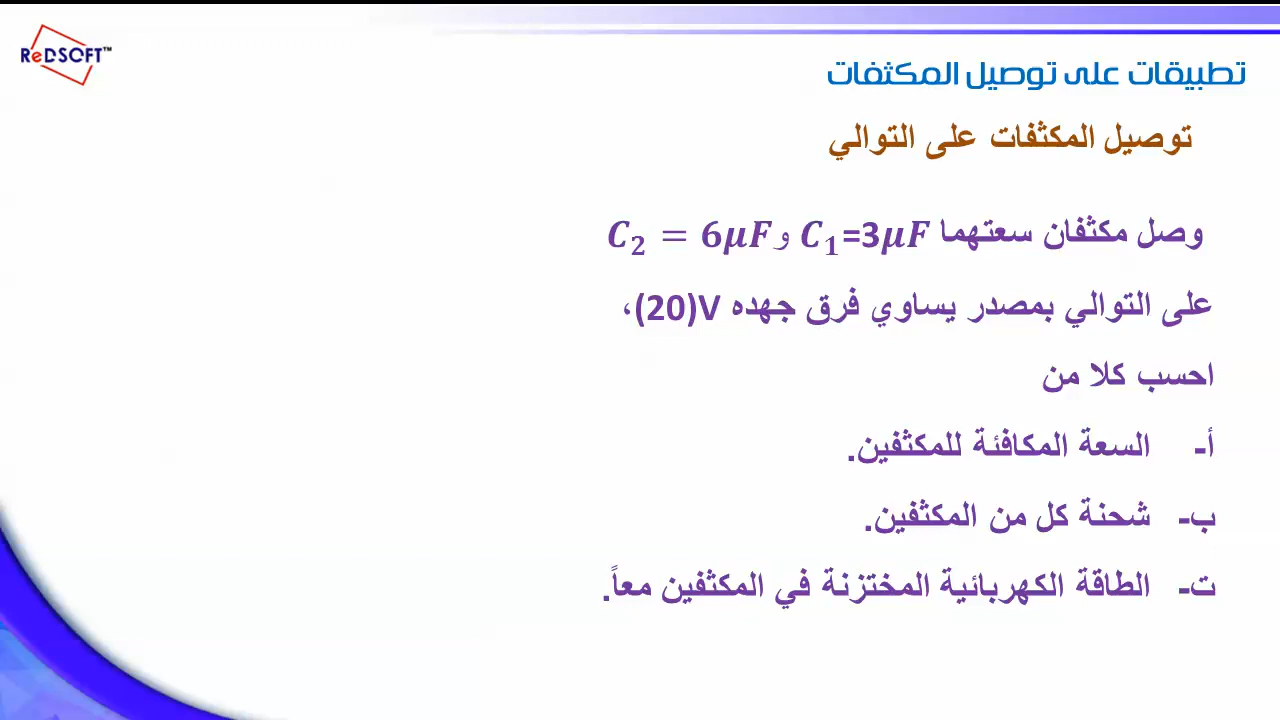 ReDSOFT™
تطبيقات على توصيل المكثفات
توصيل المكثفات على التوالي
وصل مكثفان سعتهما C₁=3μF و C₂ = 6μF
على التوالي بمصدر يساوي فرق جهده (20)V،
احسب كلا من
أ- السعة المكافئة للمكثفين.
ب- شحنة كل من المكثفين.
ت- الطاقة الكهربائية المختزنة في المكثفين معاً.